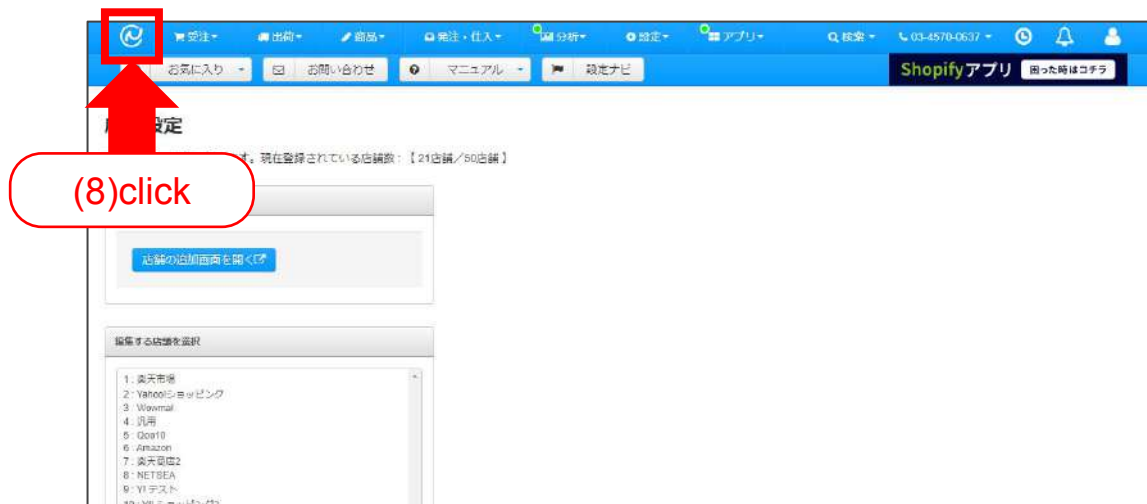 受注 出荷 商品 発注・仕入 分析 設定 アプリ 検索 03-4570-0637
お気に入り お問い合わせ マニュアル 設定ナビ Shopifyアプリ 困った時はコチラ
設定
す。現在登録されている店舗数:【21店舗/50店舗】
(8)click
店舗の追加画面を開く
編集する店舗を選択
1 : 楽天市場
2 : Yahoo!ショッピング
3 : Wowma!
4 : 汎用
5 : Qoo10
6 : Amazon
7 : 楽天商店2
8 : NETSEA
9 : Y!テスト